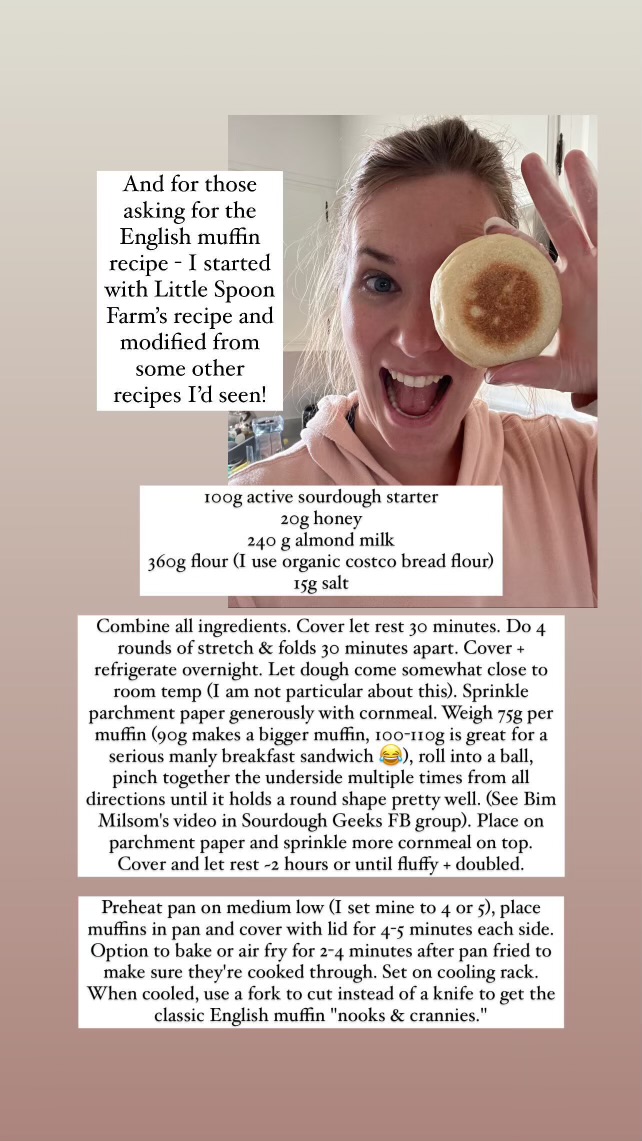 And for those
asking for the
English muffin
recipe - I started
with Little Spoon
Farm's recipe and
modified from
some other
recipes I'd seen!
100g active sourdough starter
20g honey
240 g almond milk
360g flour (I use organic costco bread flour)
15g salt
Combine all ingredients. Cover let rest 30 minutes. Do 4
rounds of stretch & folds 30 minutes apart. Cover +
refrigerate overnight. Let dough come somewhat close to
room temp (I am not particular about this). Sprinkle
parchment paper generously with cornmeal. Weigh 75g per
muffin (90g makes a bigger muffin, 100-110g is great for a
serious manly breakfast sandwich 😂), roll into a ball,
pinch together the underside multiple times from all
directions until it holds a round shape pretty well. (See Bim
Milsom's video in Sourdough Geeks FB group). Place on
parchment paper and sprinkle more cornmeal on top.
Cover and let rest ~2 hours or until fluffy + doubled.
Preheat pan on medium low (I set mine to 4 or 5), place
muffins in pan and cover with lid for 4-5 minutes each side.
Option to bake or air fry for 2-4 minutes after pan fried to
make sure they're cooked through. Set on cooling rack.
When cooled, use a fork to cut instead of a knife to get the
classic English muffin "nooks & crannies."